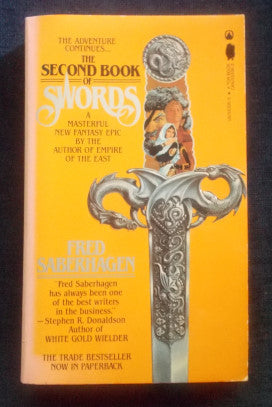 THE ADVENTURE
CONTINUES...
THE
SECOND BOOK
OF
SWORDS
A
MASTERFUL
NEW FANTASY EPIC
BY THE
AUTHOR OF EMPIRE
OF THE EAST
FRED
SABERHAGEN
"Fred Saberhagen
has always been one
of the best writers
in the business."
—Stephen R. Donaldson
Author of
WHITE GOLD WIELDER
THE TRADE BESTSELLER
NOW IN PAPERBACK